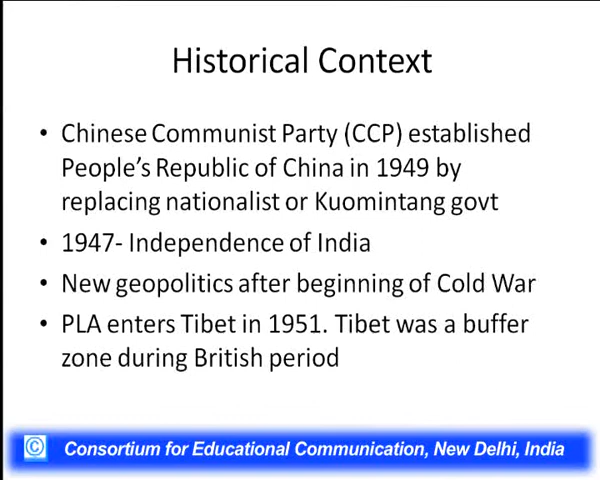 Historical Context
• Chinese Communist Party (CCP) established
People's Republic of China in 1949 by
replacing nationalist or Kuomintang govt
• 1947- Independence of India
• New geopolitics after beginning of Cold War
• PLA enters Tibet in 1951. Tibet was a buffer
zone during British period
© Consortium for Educational Communication, New Delhi, India